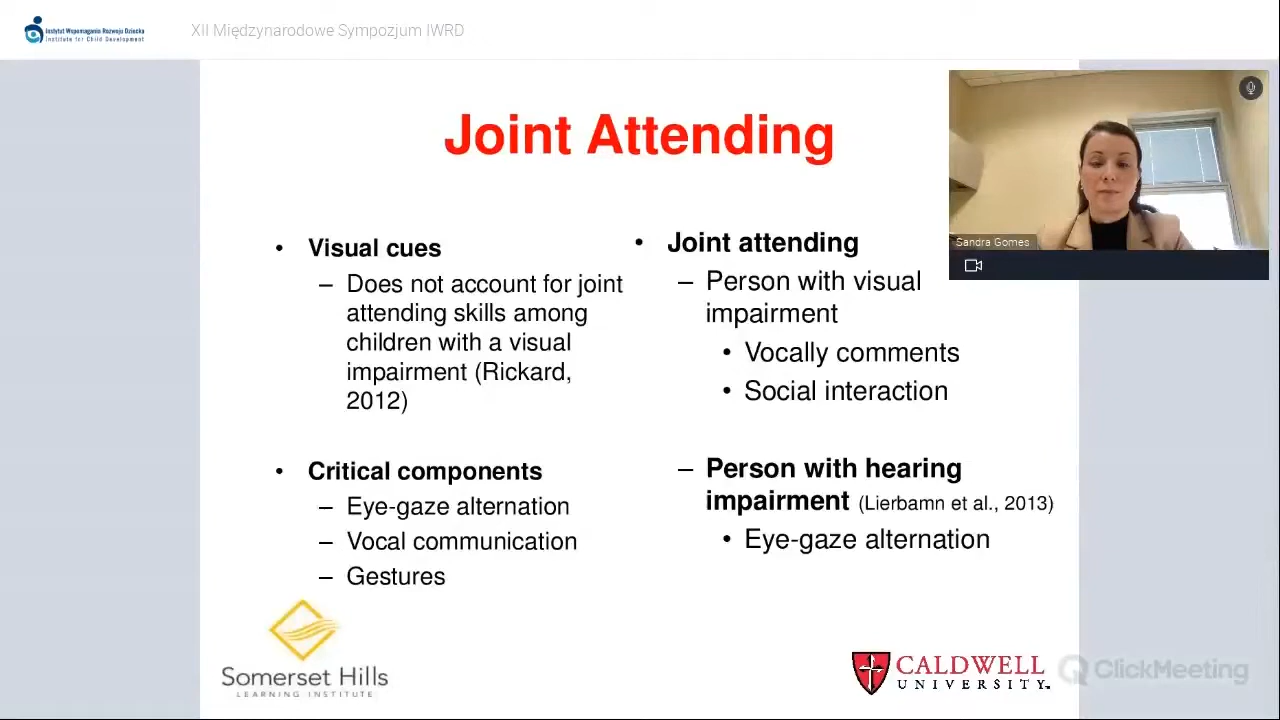 Instytut Wspomagania Rozwoju Dziecka
Institute for Child Development
XII Międzynarodowe Sympozjum IWRD
Joint Attending
• Visual cues
– Does not account for joint
attending skills among
children with a visual
impairment (Rickard,
2012)
• Critical components
– Eye-gaze alternation
– Vocal communication
– Gestures
• Joint attending
– Person with visual
impairment
• Vocally comments
• Social interaction
– Person with hearing
impairment (Lierbamn et al., 2013)
• Eye-gaze alternation
Sandra Gomes
Somerset Hills
LEARNING INSTITUTE
CALDWELL
UNIVERSITY
ClickMeeting